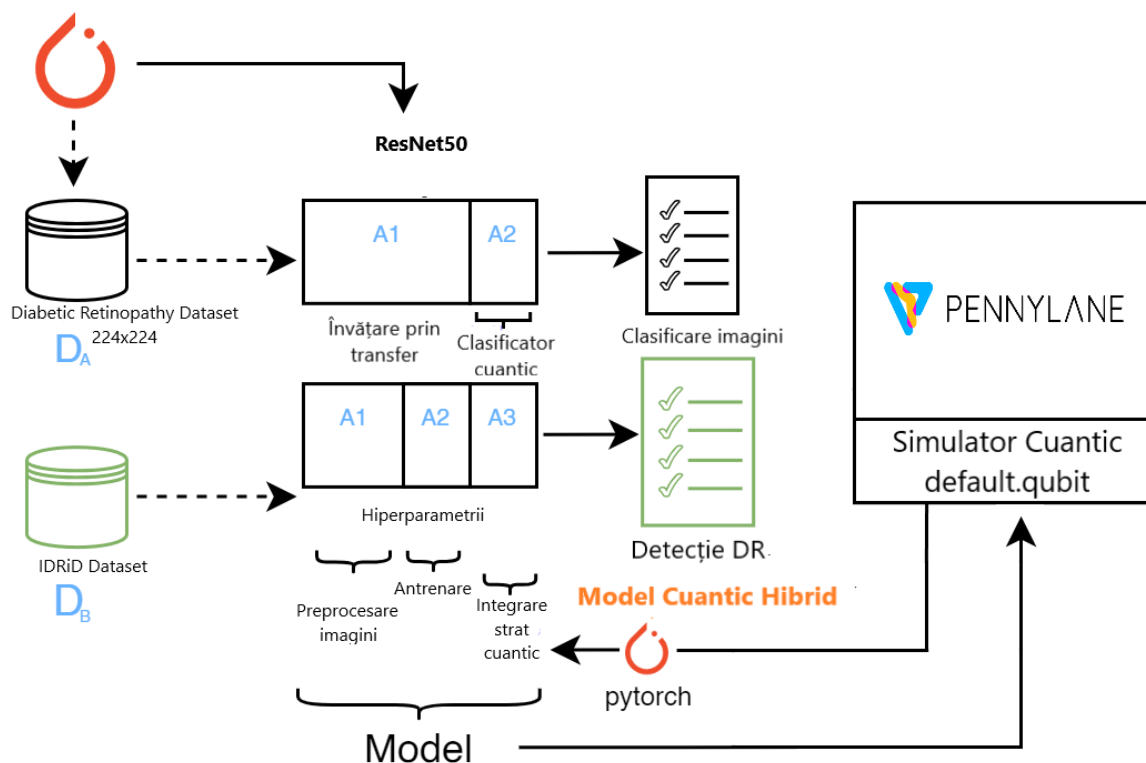 ResNet50
A1
A2
Diabetic Retinopathy Dataset
224x224
DA
Învățare prin
transfer
Clasificator
cuantic
Clasificare imagini
PENNYLANE
Simulator Cuantic
default.qubit
A1
A2
A3
Hiperparametrii
Detecție DR
IDRiD Dataset
DB
Preprocesare
imagini
Antrenare
Integrare
strat
cuantic
Model Cuantic Hibrid
pytorch
Model